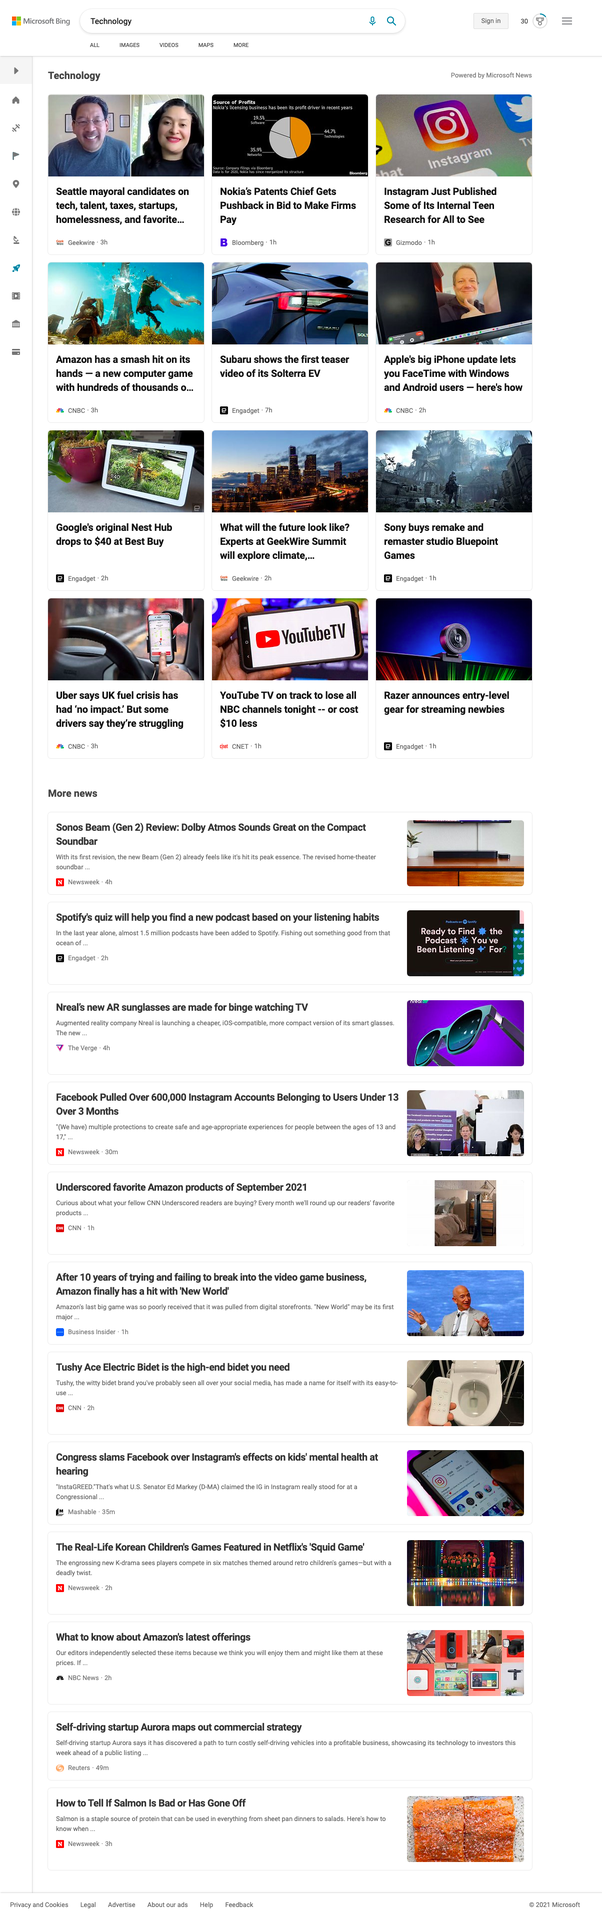 Microsoft Bing
Technology
Sign in
30
ALL
IMAGES
VIDEOS
MAPS
MORE
Technology
Powered by Microsoft News
Seattle mayoral candidates on
tech, talent, taxes, startups,
homelessness, and favorite...
Geekwire · 3h
Source of Profits
Nokia's licensing business has been its profit driver in recent years
19.5%
Software
44.7%
Technologies
35.9%
Networks
Bloomberg
Nokia's Patents Chief Gets
Pushback in Bid to Make Firms
Pay
Bloomberg · 1h
Instagram
Instagram Just Published
Some of Its Internal Teen
Research for All to See
Gizmodo · 1h
Amazon has a smash hit on its
hands — a new computer game
with hundreds of thousands o...
CNBC · 3h
SUBARU
Subaru shows the first teaser
video of its Solterra EV
Engadget · 7h
Apple's big iPhone update lets
you FaceTime with Windows
and Android users — here's how
CNBC · 2h
Google's original Nest Hub
drops to $40 at Best Buy
Engadget · 2h
What will the future look like?
Experts at GeekWire Summit
will explore climate,...
Geekwire · 2h
Sony buys remake and
remaster studio Bluepoint
Games
Engadget · 1h
Uber says UK fuel crisis has
had 'no impact.' But some
drivers say they're struggling
CNBC · 3h
YouTubeTV
YouTube TV on track to lose all
NBC channels tonight -- or cost
$10 less
CNET · 1h
Razer announces entry-level
gear for streaming newbies
Engadget · 1h
More news
Sonos Beam (Gen 2) Review: Dolby Atmos Sounds Great on the Compact
Soundbar
With its first revision, the new Beam (Gen 2) already feels like it's hit its peak essence. The revised home-theater
soundbar ...
Newsweek · 4h
Spotify's quiz will help you find a new podcast based on your listening habits
In the last year alone, almost 1.5 million podcasts have been added to Spotify. Fishing out something good from that
ocean of ...
Engadget · 2h
Ready to Find the
Podcast You've
Been Listening For?
Nreal's new AR sunglasses are made for binge watching TV
Augmented reality company Nreal is launching a cheaper, iOS-compatible, more compact version of its smart glasses.
The new ...
The Verge · 4h
Facebook Pulled Over 600,000 Instagram Accounts Belonging to Users Under 13
Over 3 Months
"(We have) multiple protections to create safe and age-appropriate experiences for people between the ages of 13 and
17," ...
Newsweek · 30m
Underscored favorite Amazon products of September 2021
Curious about what your fellow CNN Underscored readers are buying? Every month we'll round up our readers' favorite
products ...
CNN · 1h
After 10 years of trying and failing to break into the video game business,
Amazon finally has a hit with 'New World'
Amazon's last big game was so poorly received that it was pulled from digital storefronts. "New World" may be its first
major ...
Business Insider · 1h
Tushy Ace Electric Bidet is the high-end bidet you need
Tushy, the witty bidet brand you've probably seen all over your social media, has made a name for itself with its easy-to-
use ...
CNN · 2h
Congress slams Facebook over Instagram's effects on kids' mental health at
hearing
"InstaGREED."That's what U.S. Senator Ed Markey (D-MA) claimed the IG in Instagram really stood for at a
Congressional ...
Mashable · 35m
The Real-Life Korean Children's Games Featured in Netflix's 'Squid Game'
The engrossing new K-drama sees players compete in six matches themed around retro children's games—but with a
deadly twist.
Newsweek · 2h
What to know about Amazon's latest offerings
Our editors independently selected these items because we think you will enjoy them and might like them at these
prices. If ...
NBC News · 2h
Self-driving startup Aurora maps out commercial strategy
Self-driving startup Aurora says it has discovered a path to turn costly self-driving vehicles into a profitable business, showcasing its technology to investors this
week ahead of a public listing ...
Reuters · 49m
How to Tell If Salmon Is Bad or Has Gone Off
Salmon is a staple source of protein that can be used in everything from sheet pan dinners to salads. Here's how to
know when ...
Newsweek · 3h
Privacy and Cookies
Legal
Advertise
About our ads
Help
Feedback
© 2021 Microsoft